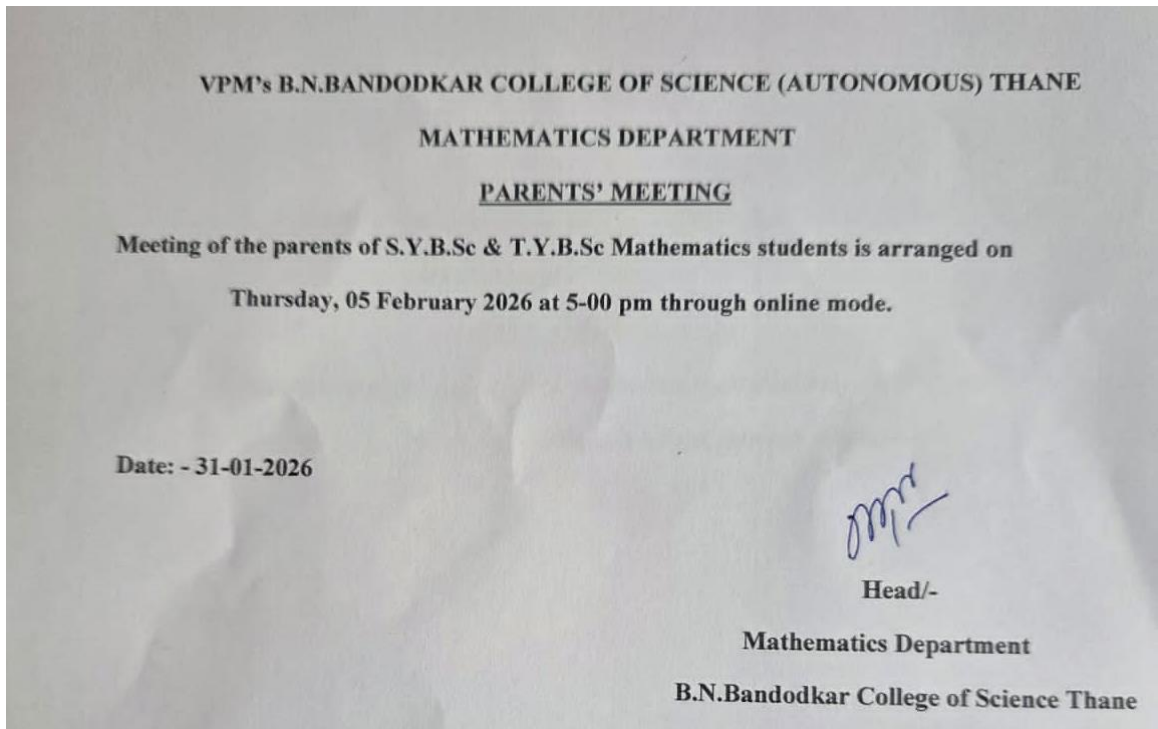 VPM's B.N.BANDODKAR COLLEGE OF SCIENCE (AUTONOMOUS) THANE
MATHEMATICS DEPARTMENT
PARENTS' MEETING
Meeting of the parents of S.Y.B.Sc & T.Y.B.Sc Mathematics students is arranged on
Thursday, 05 February 2026 at 5-00 pm through online mode.
Date: - 31-01-2026
Head/-
Mathematics Department
B.N.Bandodkar College of Science Thane